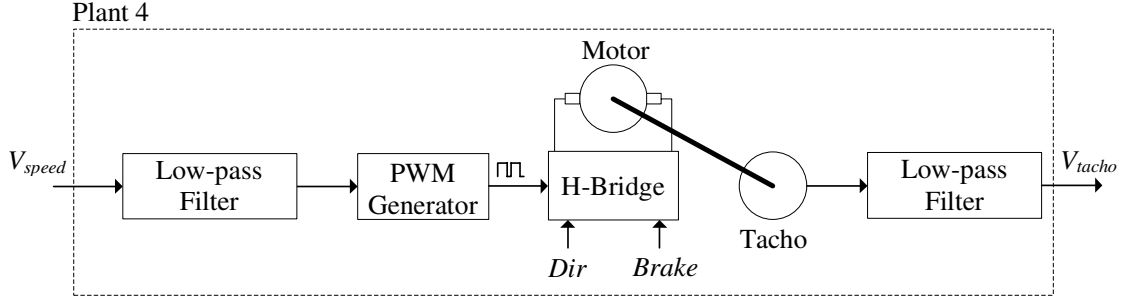 Plant 4
Motor
V_speed
Low-pass
Filter
PWM
Generator
H-Bridge
Dir
Brake
Tacho
Low-pass
Filter
V_tacho